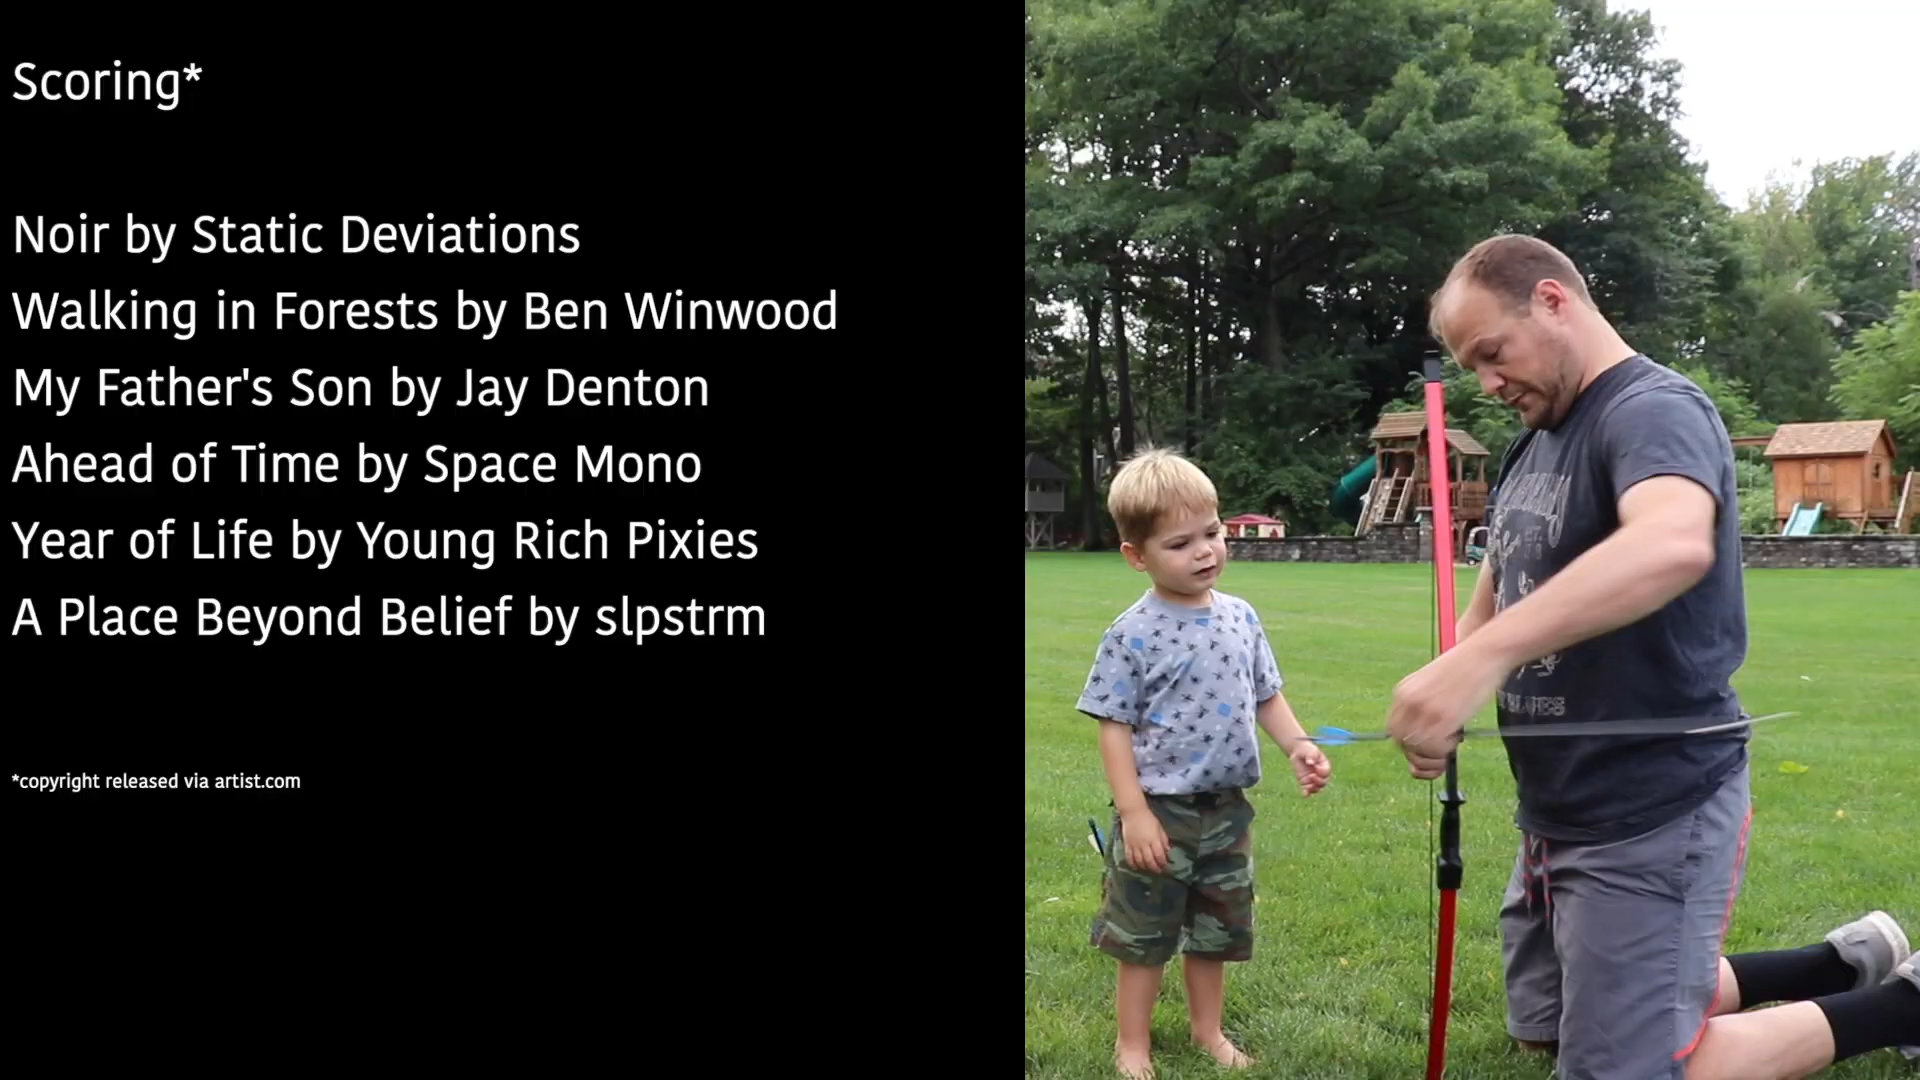 Scoring*
Noir by Static Deviations
Walking in Forests by Ben Winwood
My Father's Son by Jay Denton
Ahead of Time by Space Mono
Year of Life by Young Rich Pixies
A Place Beyond Belief by slpstrm
*copyright released via artist.com